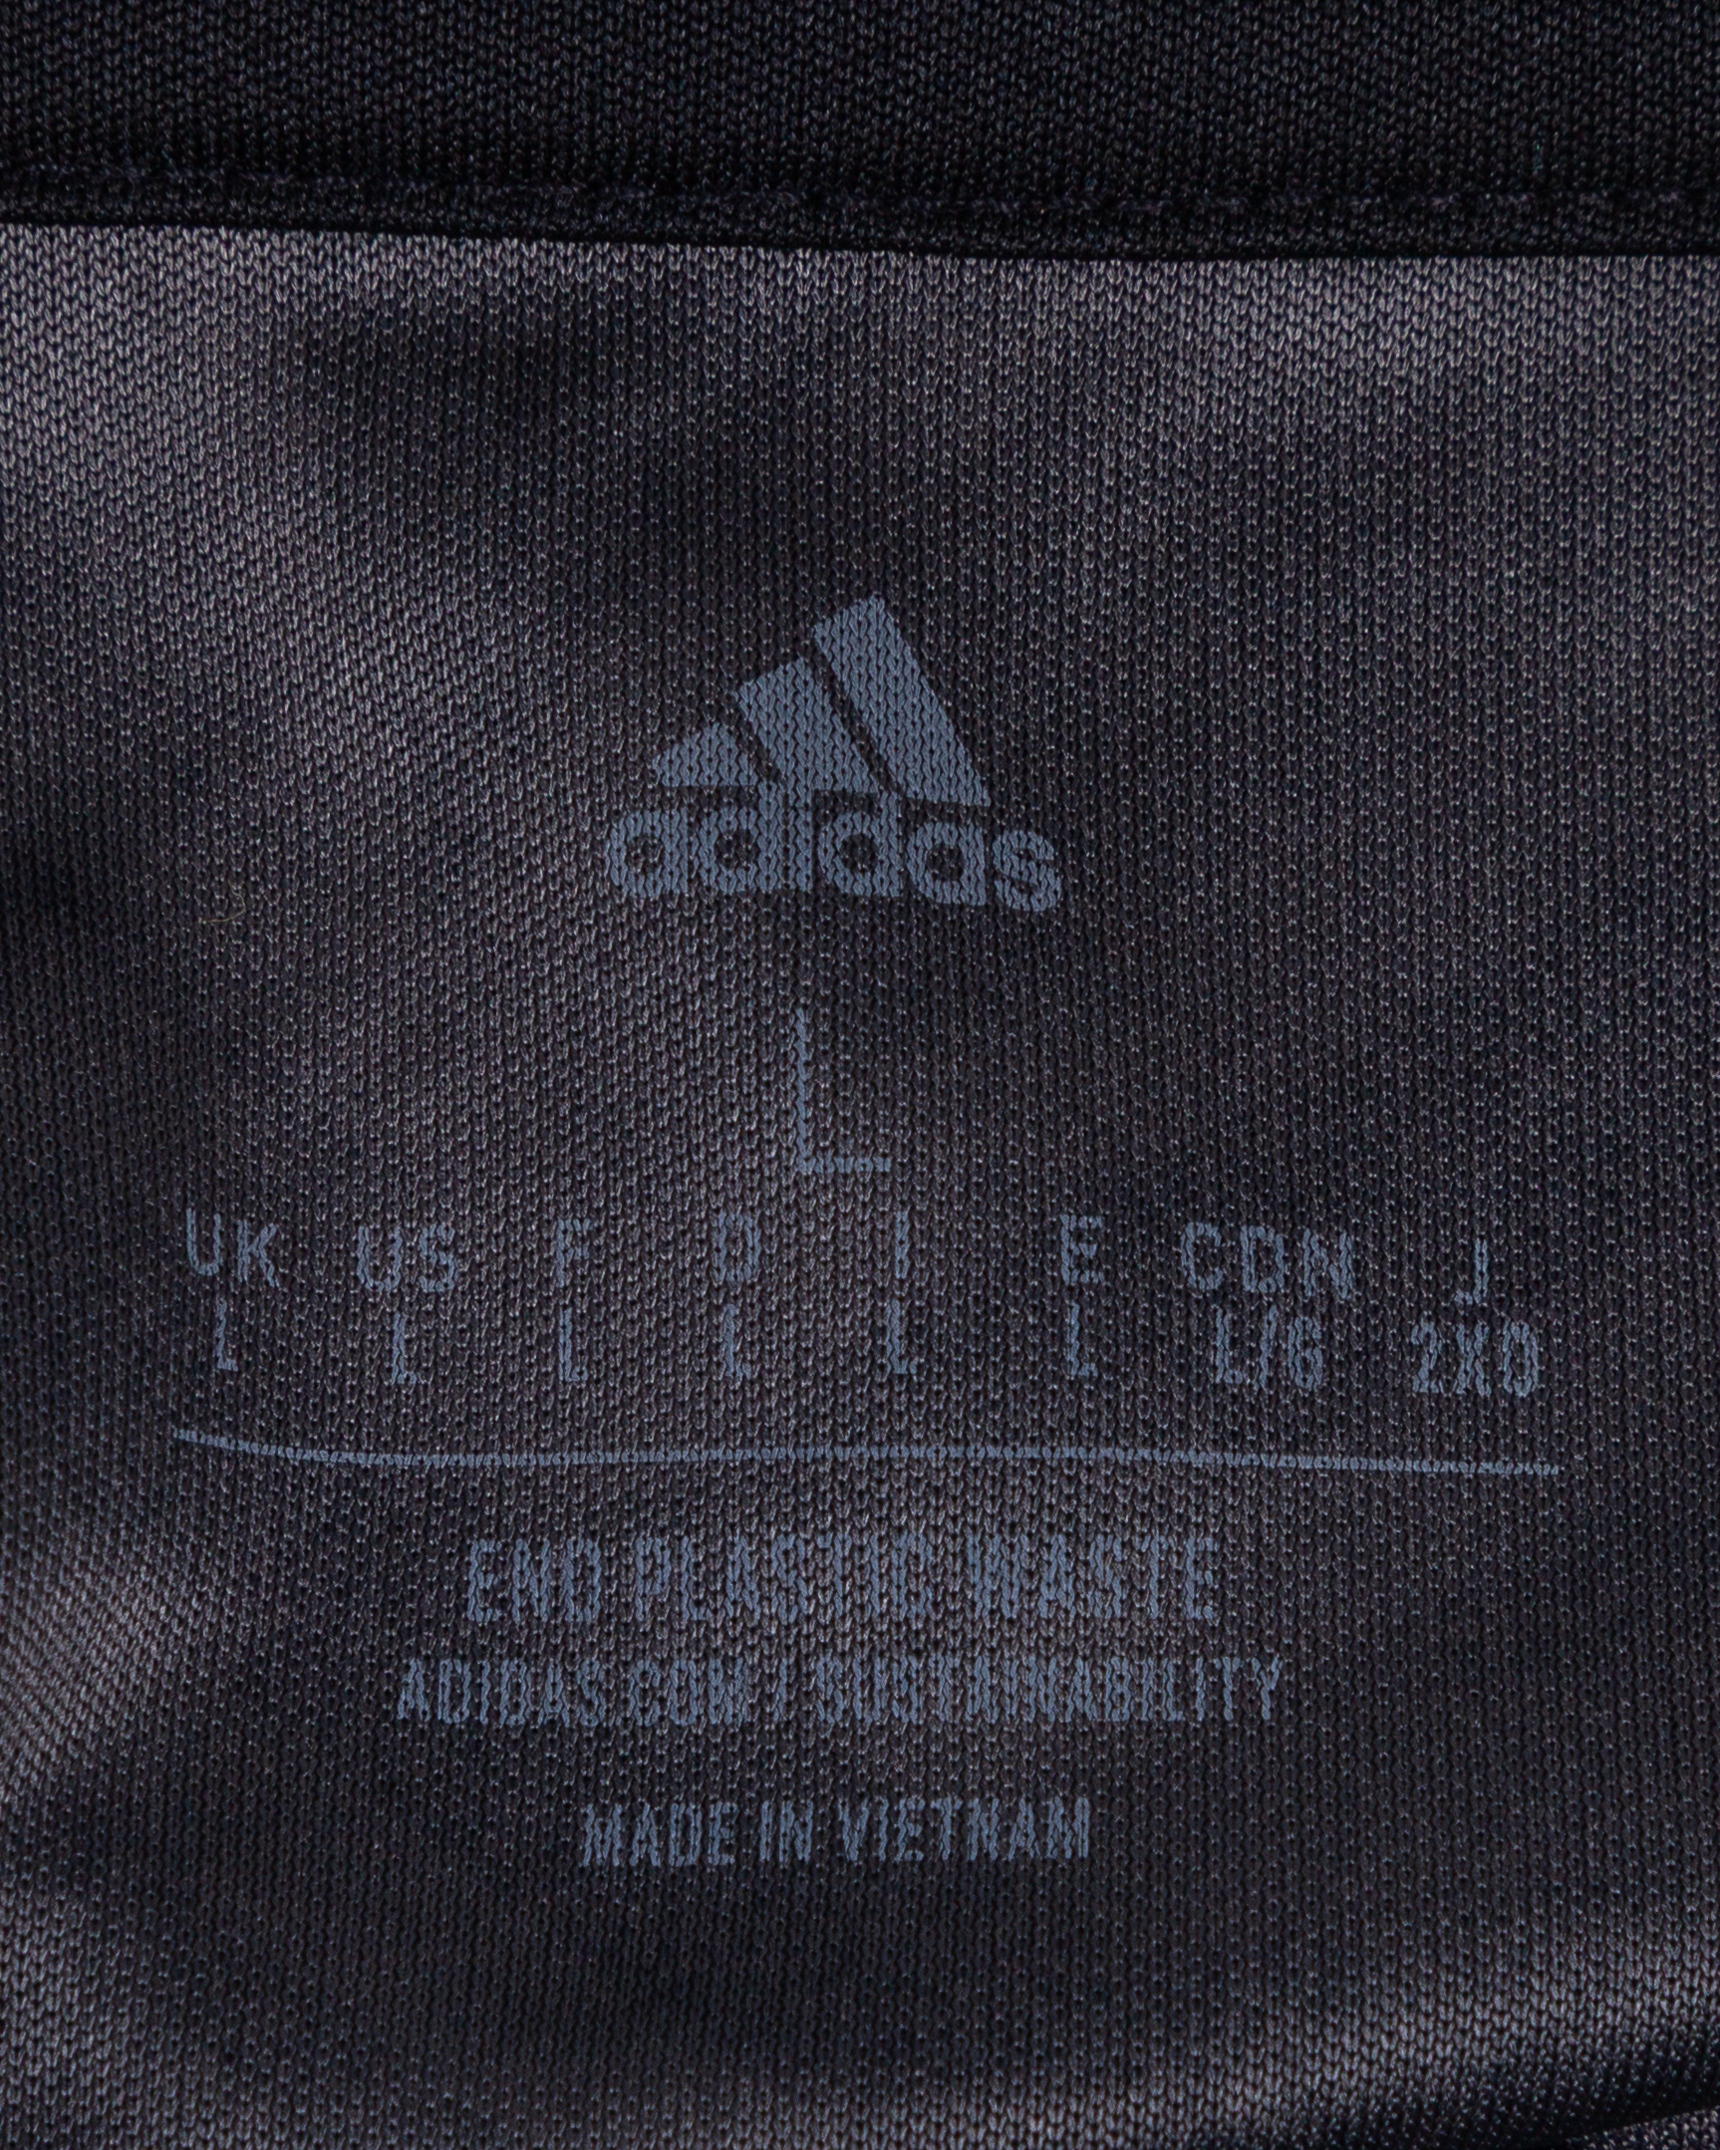 adidas
L
UK US F D I E CDN J
L L L L L L L/G 2XO
END PLASTIC WASTE
ADIDAS.COM / SUSTAINABILITY
MADE IN VIETNAM